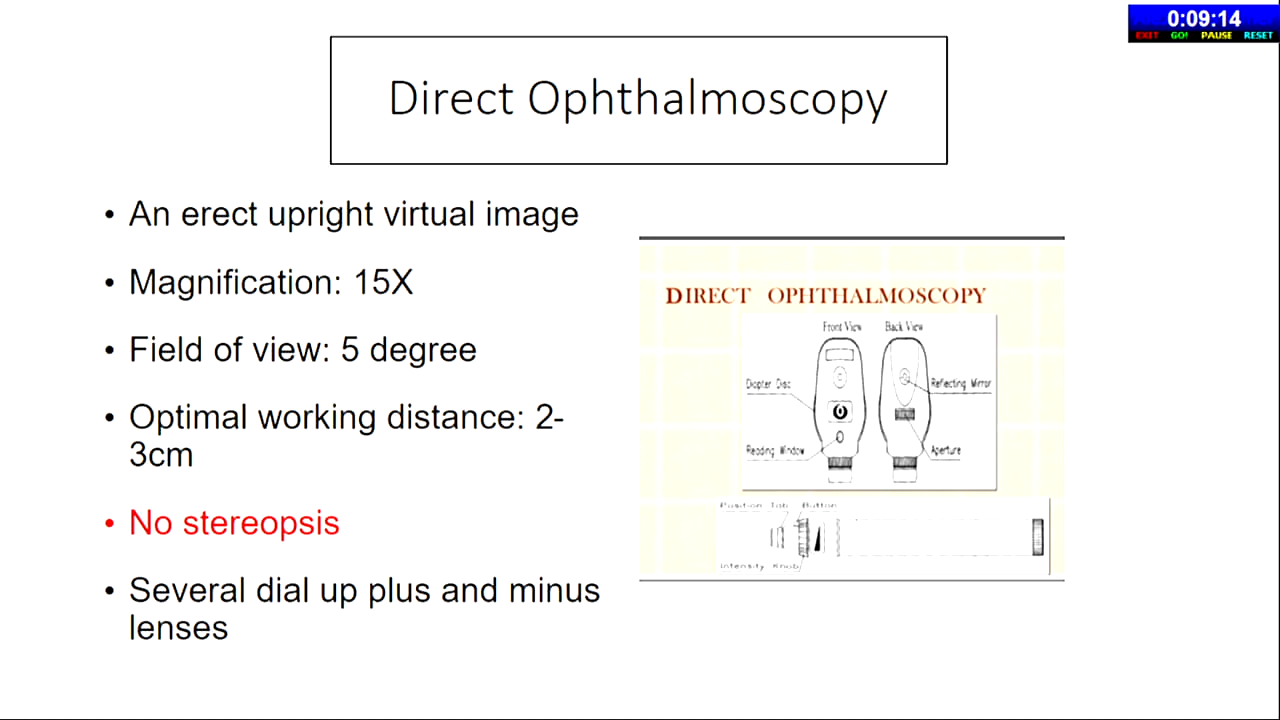 0:09:14
EXIT GO! PAUSE RESET
Direct Ophthalmoscopy
• An erect upright virtual image
• Magnification: 15X
• Field of view: 5 degree
• Optimal working distance: 2-
3cm
• No stereopsis
• Several dial up plus and minus
lenses
DIRECT OPHTHALMOSCOPY
Front View Back View
Diopter Disc
Reflecting Mirror
Reading Window
Aperture
Position Tab Button
Intensity Knob